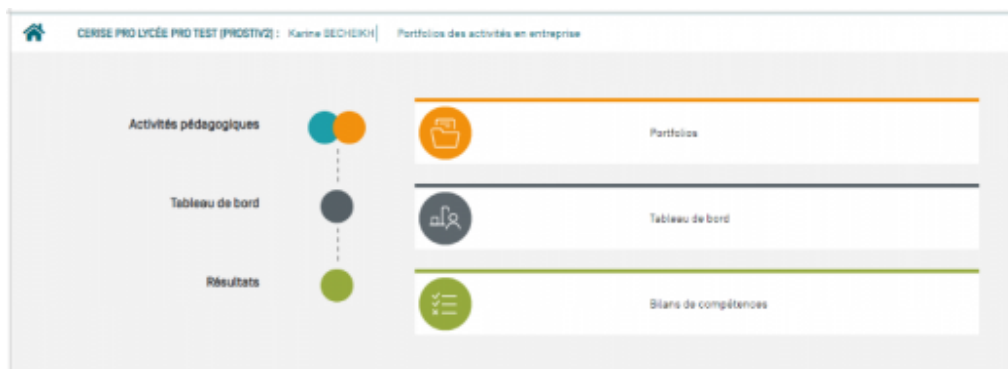 CERISE PRO LYCÉE PRO TEST (PROSTIV2) : Karine BECHEIKH Portfolios des activités en entreprise
Activités pédagogiques
Portfolios
Tableau de bord
Tableau de bord
Résultats
Bilans de compétences